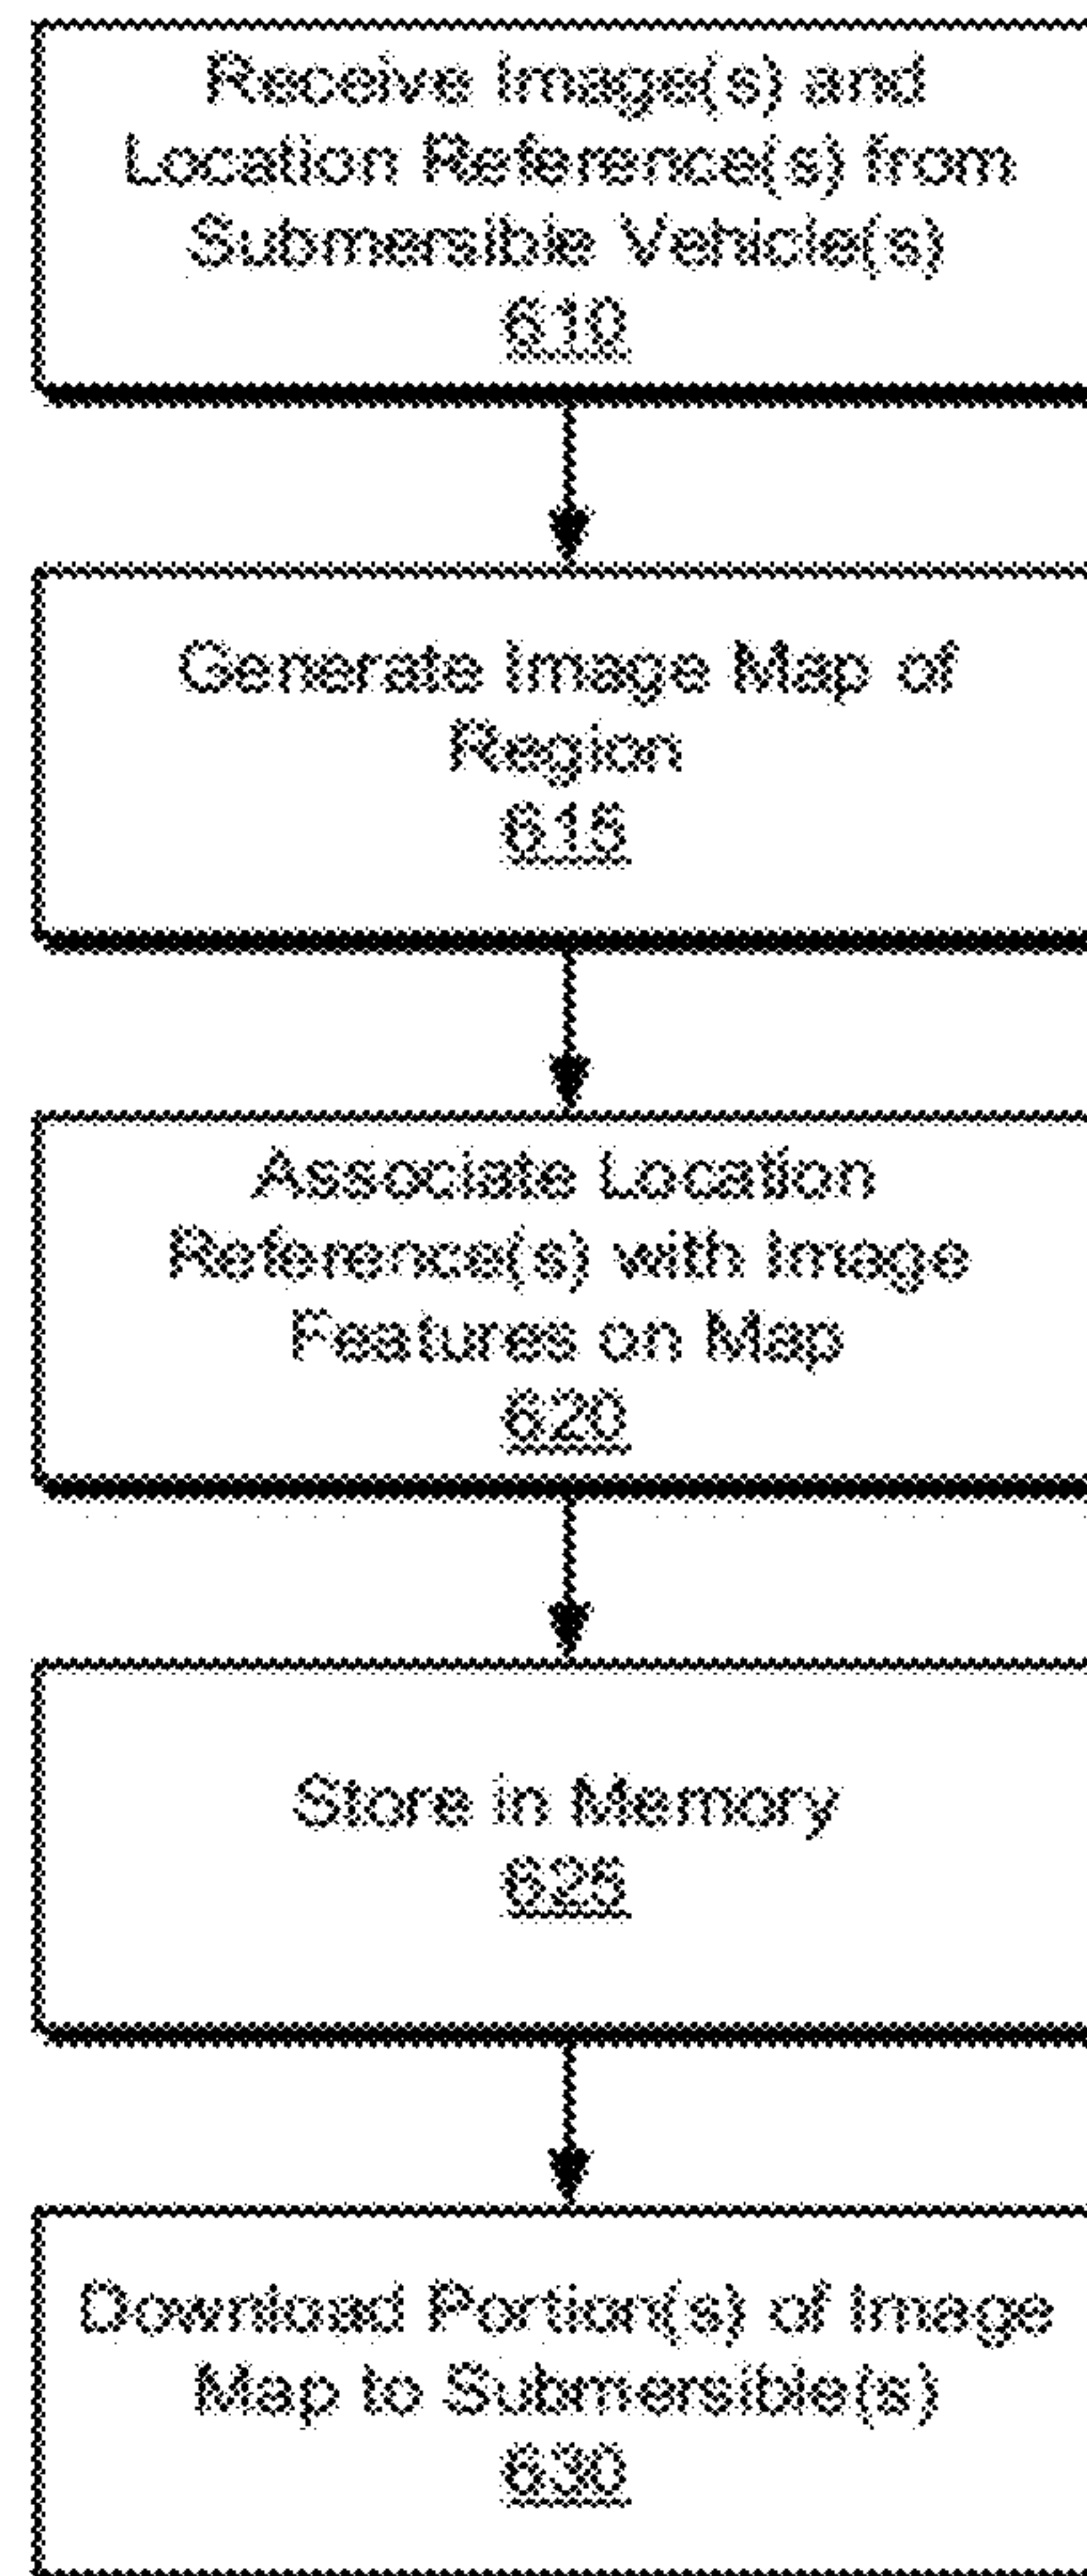 Receive Image(s) and
Location Reference(s) from
Submersible Vehicle(s)
610
Generate Image Map of
Region
615
Associate Location
Reference(s) with Image
Features on Map
620
Store in Memory
625
Download Portion(s) of Image
Map to Submersible(s)
630